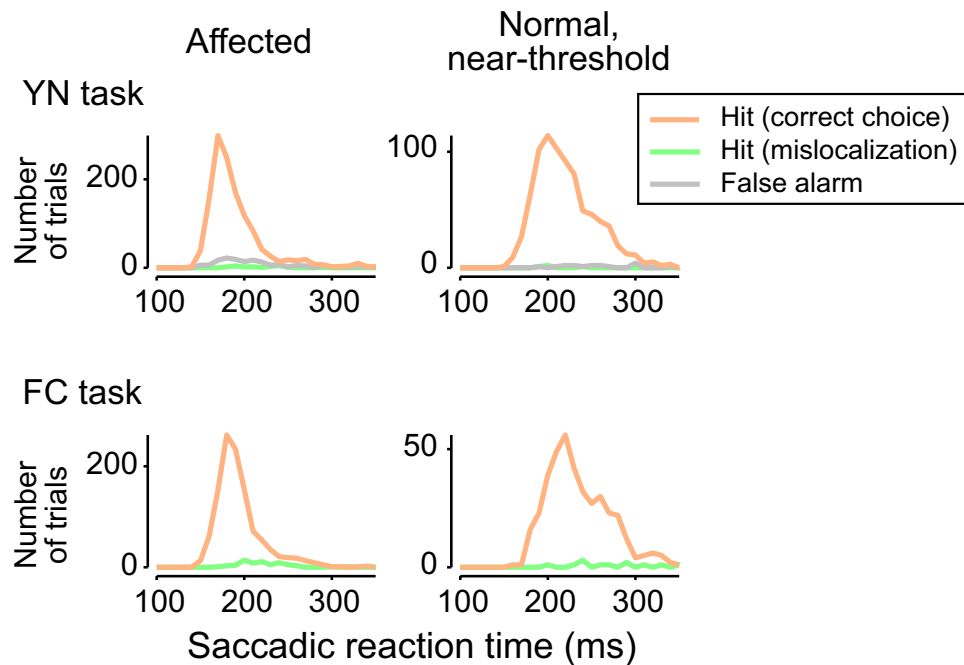 Affected
Normal,
near-threshold
YN task
Hit (correct choice)
Hit (mislocalization)
False alarm
Number
of trials
200
0
100
0
100
200
300
100
200
300
FC task
Number
of trials
200
0
50
0
100
200
300
100
200
300
Saccadic reaction time (ms)